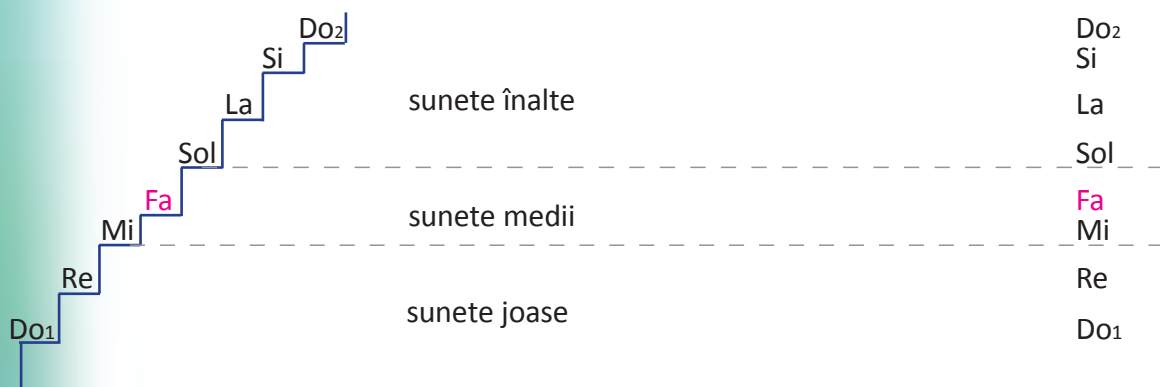 Do₂ Do₂
Si Si
La sunete înalte La
Sol Sol
Fa sunete medii Fa
Mi Mi
Re Re
sunete joase
Do₁ Do₁